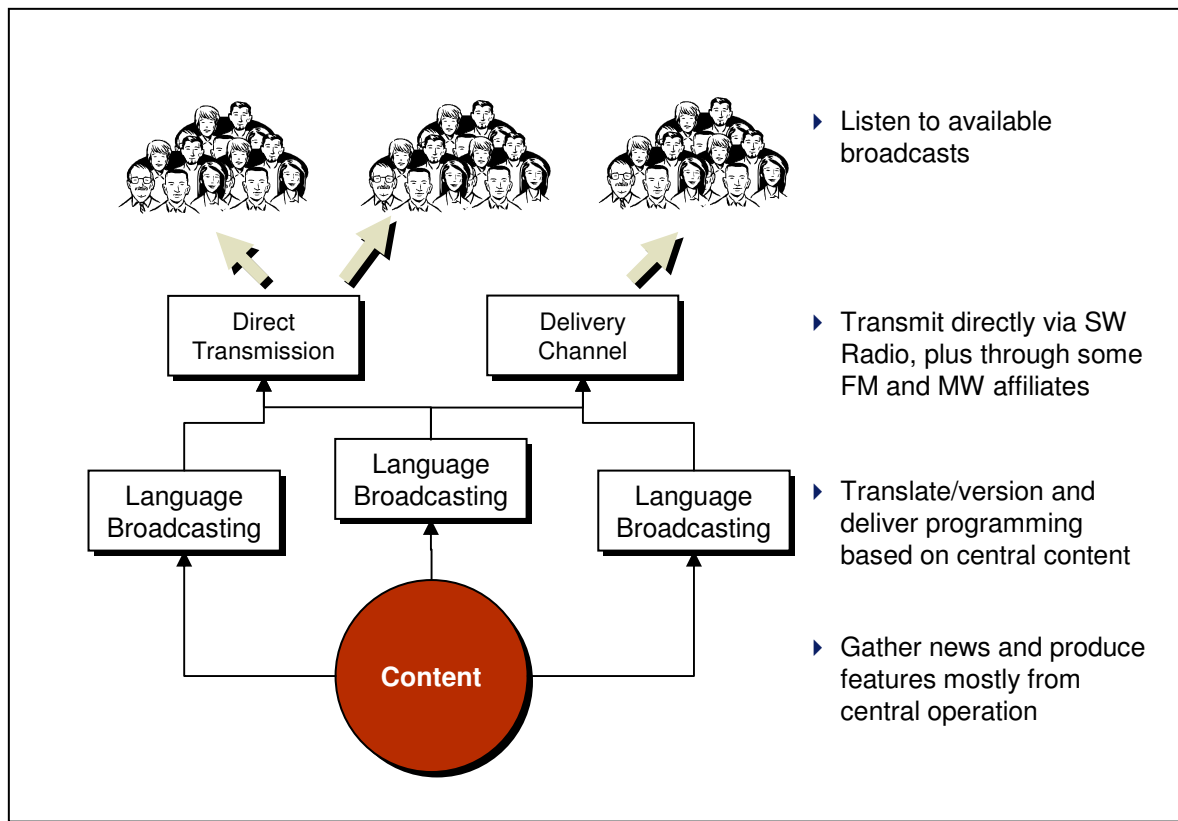 Listen to available
broadcasts
Direct
Transmission
Delivery
Channel
Transmit directly via SW
Radio, plus through some
FM and MW affiliates
Language
Broadcasting
Language
Broadcasting
Language
Broadcasting
Translate/version and
deliver programming
based on central content
Content
Gather news and produce
features mostly from
central operation